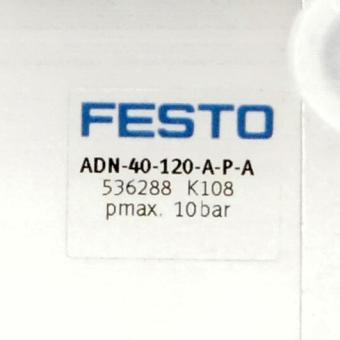 FESTO
ADN-40-120-A-P-A
536288 K108
pmax. 10bar